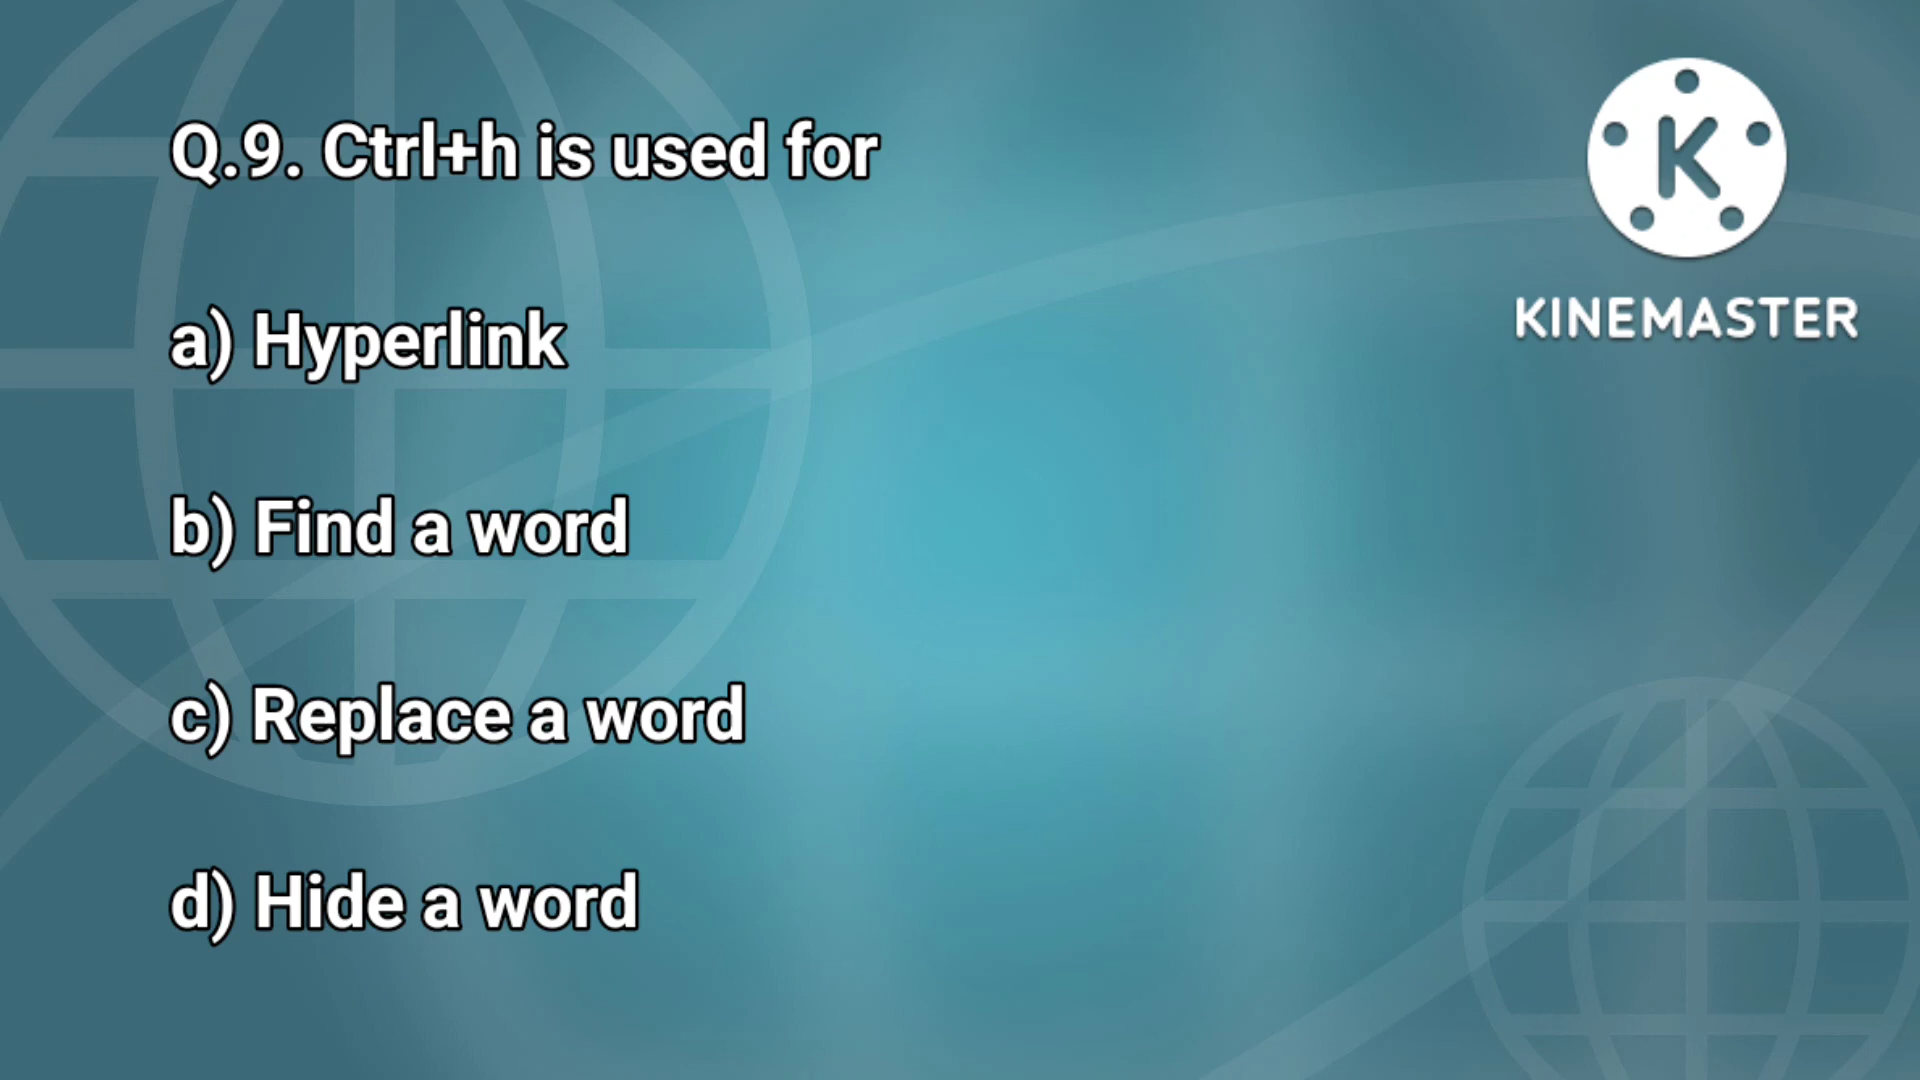 Q.9. Ctrl+h is used for
a) Hyperlink
b) Find a word
c) Replace a word
d) Hide a word
K
KINEMASTER